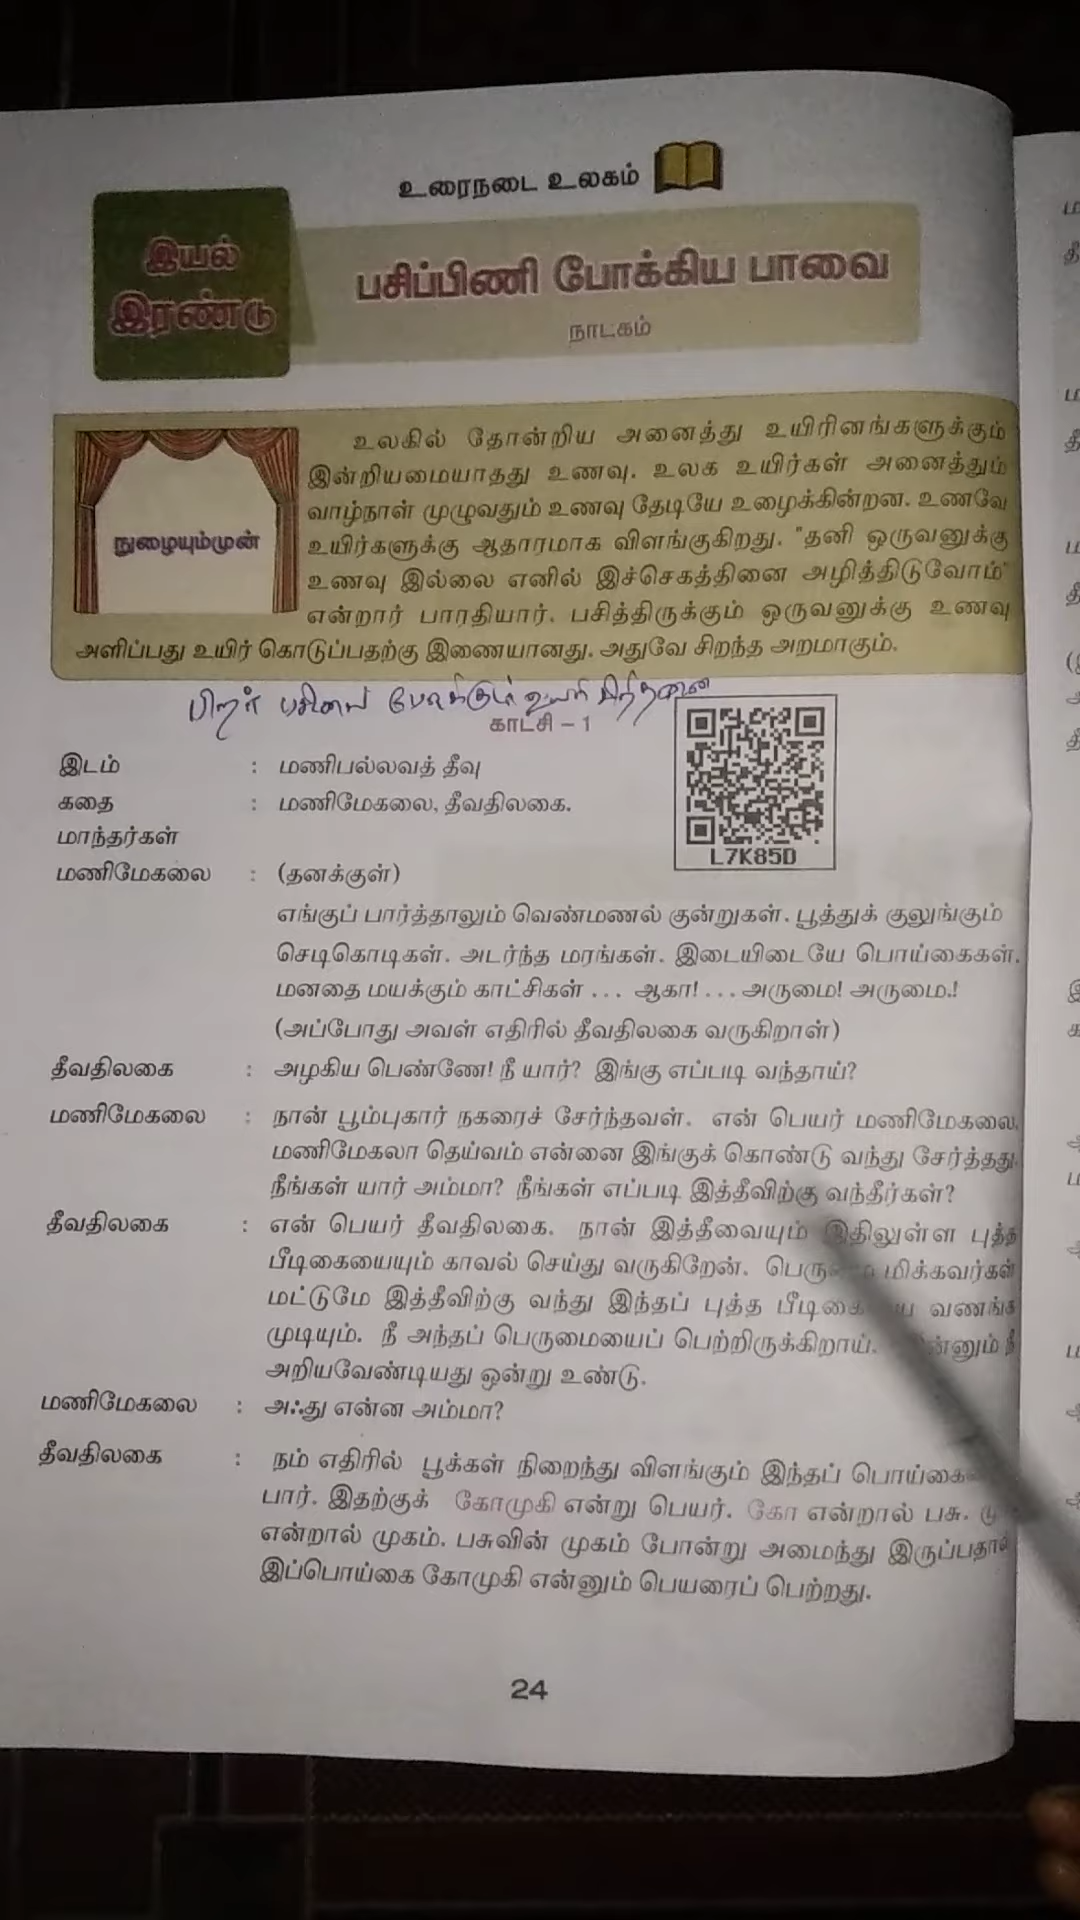 உரைநடை உலகம்
இயல்
இரண்டு
பசிப்பிணி போக்கிய பாவை
நாடகம்
நுழையும்முன்
உலகில் தோன்றிய அனைத்து உயிரினங்களுக்கும்
இன்றியமையாதது உணவு. உலக உயிர்கள் அனைத்தும்
வாழ்நாள் முழுவதும் உணவு தேடியே உழைக்கின்றன. உணவே
உயிர்களுக்கு ஆதாரமாக விளங்குகிறது. "தனி ஒருவனுக்கு
உணவு இல்லை எனில் இச்செகத்தினை அழித்திடுவோம்"
என்றார் பாரதியார். பசித்திருக்கும் ஒருவனுக்கு உணவு
அளிப்பது உயிர் கொடுப்பதற்கு இணையானது. அதுவே சிறந்த அறமாகும்.
பிறர் பசியை போக்கும் உயரி சிந்தனை
காட்சி – 1
L7K85D
இடம் : மணிபல்லவத் தீவு
கதை : மணிமேகலை, தீவதிலகை.
மாந்தர்கள்
மணிமேகலை : (தனக்குள்)
எங்குப் பார்த்தாலும் வெண்மணல் குன்றுகள். பூத்துக் குலுங்கும்
செடிகொடிகள். அடர்ந்த மரங்கள். இடையிடையே பொய்கைகள்.
மனதை மயக்கும் காட்சிகள் ... ஆகா! ... அருமை! அருமை.!
(அப்போது அவள் எதிரில் தீவதிலகை வருகிறாள்)
தீவதிலகை : அழகிய பெண்ணே! நீ யார்? இங்கு எப்படி வந்தாய்?
மணிமேகலை : நான் பூம்புகார் நகரைச் சேர்ந்தவள். என் பெயர் மணிமேகலை.
மணிமேகலா தெய்வம் என்னை இங்குக் கொண்டு வந்து சேர்த்தது.
நீங்கள் யார் அம்மா? நீங்கள் எப்படி இத்தீவிற்கு வந்தீர்கள்?
தீவதிலகை : என் பெயர் தீவதிலகை. நான் இத்தீவையும் இதிலுள்ள புத்த
பீடிகையையும் காவல் செய்து வருகிறேன். மிக்கவர்கள்
மட்டுமே இத்தீவிற்கு வந்து இந்தப் புத்த வணங்க
முடியும். நீ அந்தப் பெருமையைப் பெற்றிருக்கிறாய். நீ
அறியவேண்டியது ஒன்று உண்டு.
மணிமேகலை : அஃது என்ன அம்மா?
தீவதிலகை : நம் எதிரில் பூக்கள் நிறைந்து விளங்கும் இந்தப்
பார். இதற்குக் கோமுகி என்று பெயர். கோ என்றால் பசு.
என்றால் முகம். பசுவின் முகம் போன்று அமைந்து இருப்பதால்
இப்பொய்கை கோமுகி என்னும் பெயரைப் பெற்றது.
24